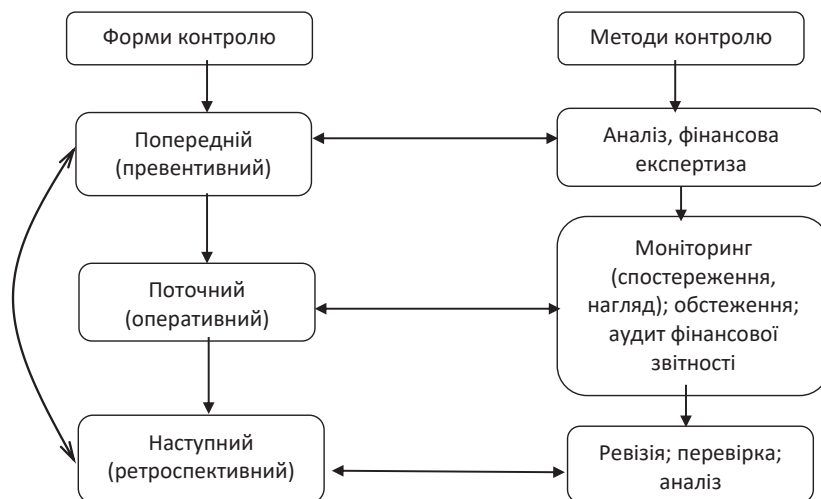 Форми контролю
Методи контролю
Попередній
(превентивний)
Аналіз, фінансова
експертиза
Поточний
(оперативний)
Моніторинг
(спостереження,
нагляд); обстеження;
аудит фінансової
звітності
Наступний
(ретроспективний)
Ревізія; перевірка;
аналіз